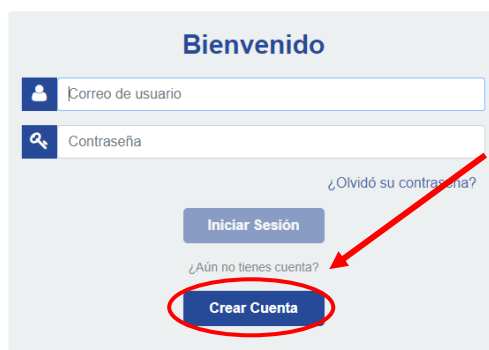 Bienvenido
Correo de usuario
Contraseña
¿Olvidó su contraseña?
Iniciar Sesión
¿Aún no tienes cuenta?
Crear Cuenta